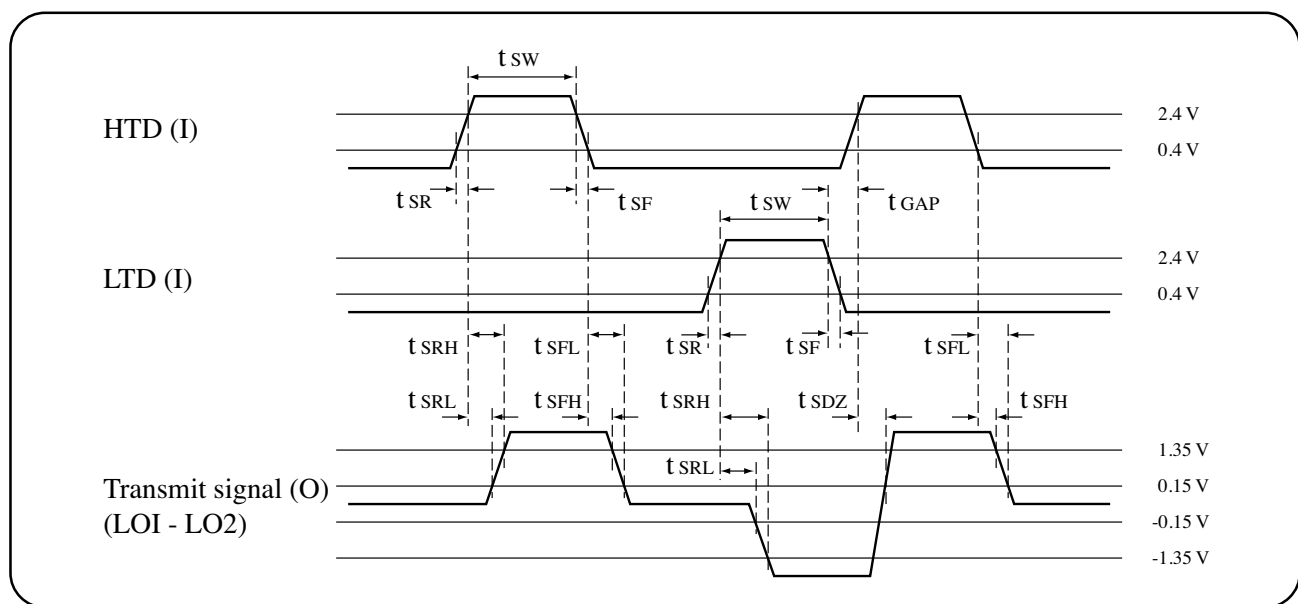 t SW
HTD (I)
2.4 V
0.4 V
t SR
t SF
t SW
t GAP
LTD (I)
2.4 V
0.4 V
t SRH
t SFL
t SR
t SF
t SFL
t SRL
t SFH
t SRH
t SDZ
t SFH
t SRL
Transmit signal (O)
(LOI - LO2)
1.35 V
0.15 V
-0.15 V
-1.35 V